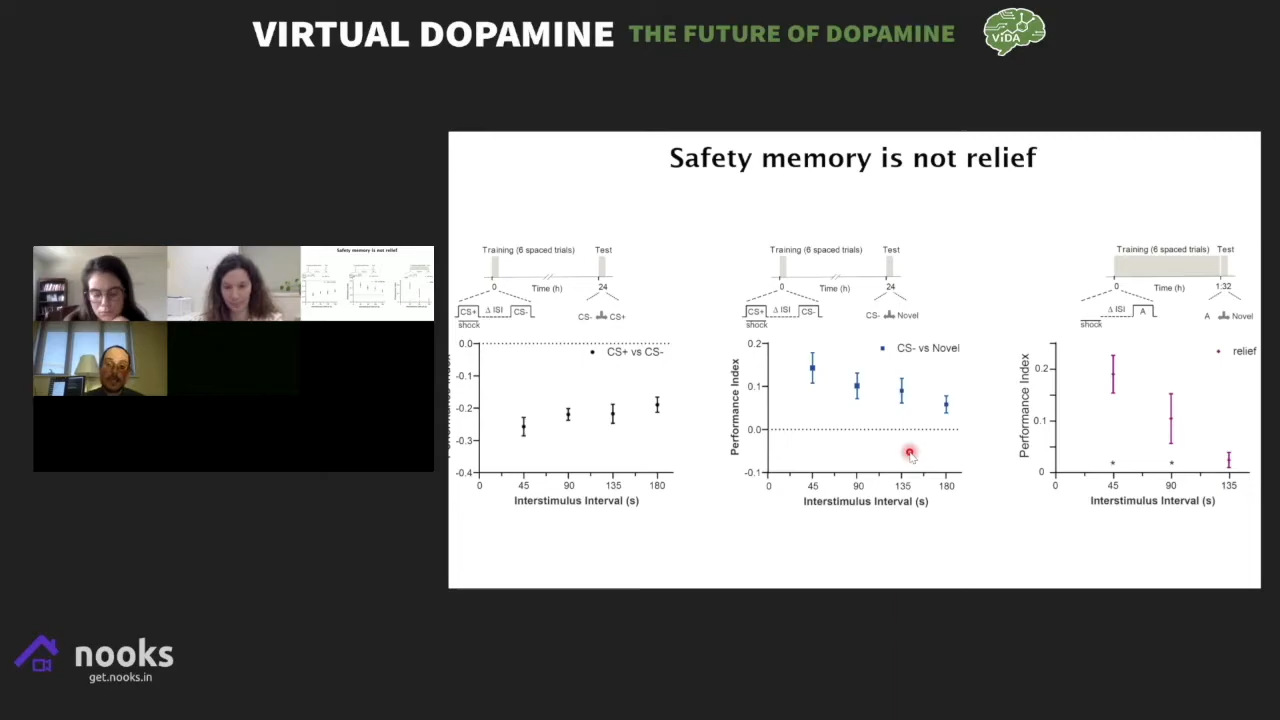 VIRTUAL DOPAMINE THE FUTURE OF DOPAMINE ViDA
Safety memory is not relief
Safety memory is not relief
Training (6 spaced trials) Test
0 Time (h) 24
CS+ Δ ISI CS-
shock
CS- CS+
CS+ vs CS-
0.0
-0.1
-0.2
-0.3
-0.4
0 45 90 135 180
Interstimulus Interval (s)
Training (6 spaced trials) Test
0 Time (h) 24
CS+ Δ ISI CS-
shock
CS- Novel
CS- vs Novel
Performance Index
0.2
0.1
0.0
-0.1
0 45 90 135 180
Interstimulus Interval (s)
Training (6 spaced trials) Test
0 Time (h) 1:32
Δ ISI A
shock
A Novel
relief
Performance Index
0.2
0.1
0
* *
0 45 90 135
Interstimulus Interval (s)
nooks
get.nooks.in